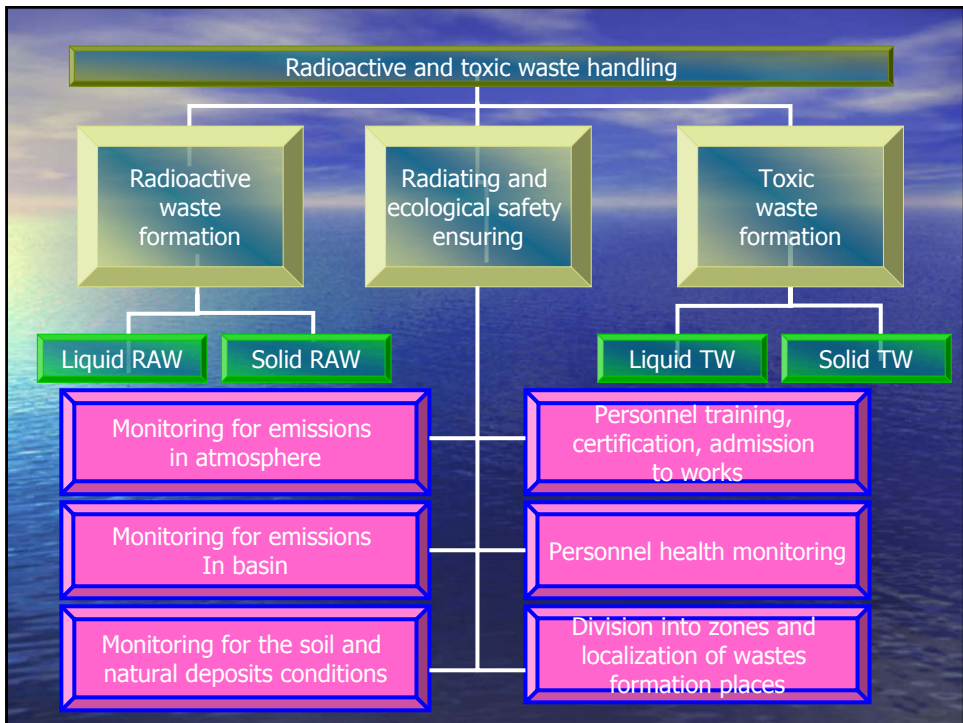 Radioactive and toxic waste handling
Radioactive
waste
formation
Radiating and
ecological safety
ensuring
Toxic
waste
formation
Liquid RAW
Solid RAW
Liquid TW
Solid TW
Monitoring for emissions
in atmosphere
Personnel training,
certification, admission
to works
Monitoring for emissions
In basin
Personnel health monitoring
Monitoring for the soil and
natural deposits conditions
Division into zones and
localization of wastes
formation places